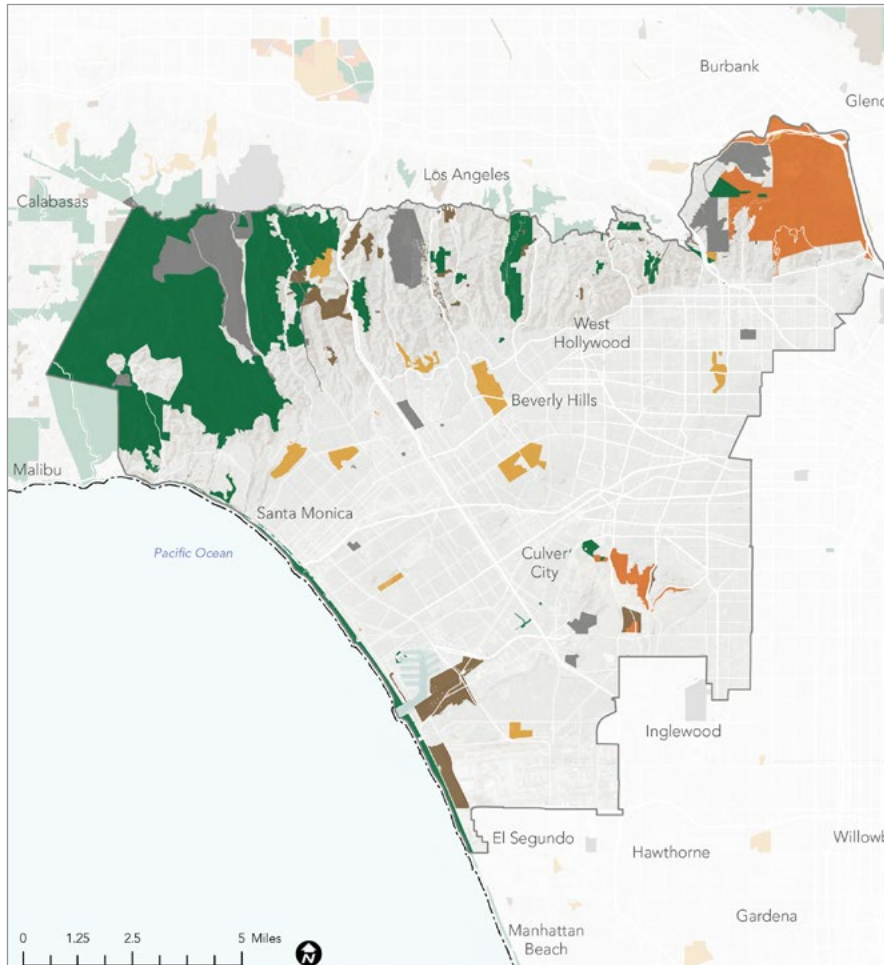 Burbank
Glend
Los Angeles
Calabasas
West
Hollywood
Beverly Hills
Malibu
Santa Monica
Pacific Ocean
Culver
City
Inglewood
El Segundo
Hawthorne
Willowb
Gardena
Manhattan
Beach
0 1.25 2.5 5 Miles
N